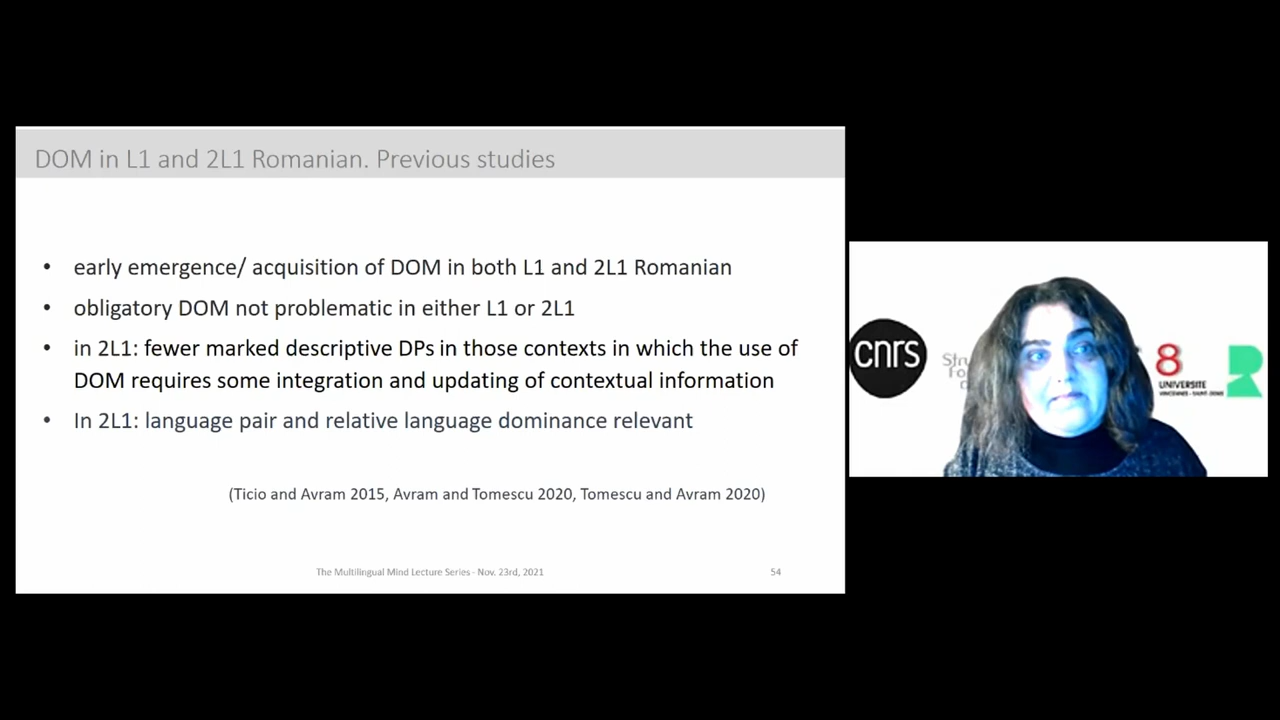 DOM in L1 and 2L1 Romanian. Previous studies
• early emergence/ acquisition of DOM in both L1 and 2L1 Romanian
• obligatory DOM not problematic in either L1 or 2L1
• in 2L1: fewer marked descriptive DPs in those contexts in which the use of
DOM requires some integration and updating of contextual information
• In 2L1: language pair and relative language dominance relevant
(Ticio and Avram 2015, Avram and Tomescu 2020, Tomescu and Avram 2020)
The Multilingual Mind Lecture Series - Nov. 23rd, 2021
54
cnrs
8
UNIVERSITE
VINCENNES - SAINT-DENIS